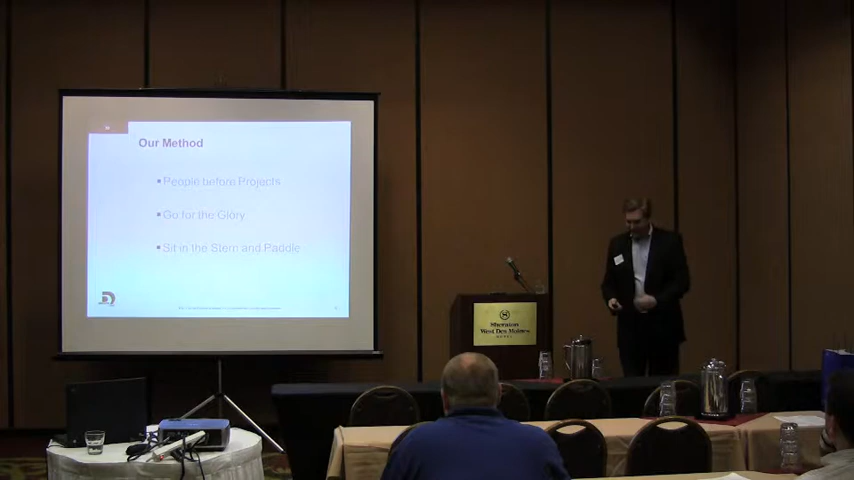 Our Method
▪People before Projects
▪Go for the Glory
▪Sit in the Stern and Paddle
Sheraton
West Des Moines
HOTEL